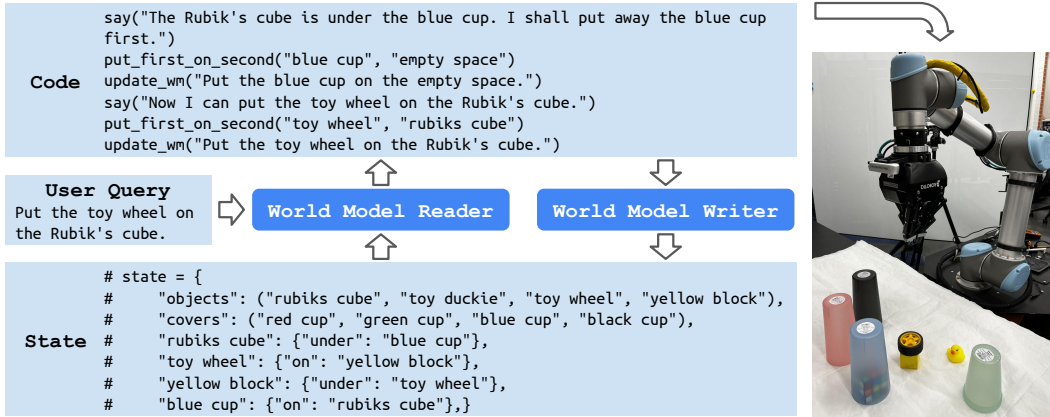 say("The Rubik's cube is under the blue cup. I shall put away the blue cup
first.")
put_first_on_second("blue cup", "empty space")
update_wm("Put the blue cup on the empty space.")
say("Now I can put the toy wheel on the Rubik's cube.")
put_first_on_second("toy wheel", "rubiks cube")
update_wm("Put the toy wheel on the Rubik's cube.")
Code
User Query
Put the toy wheel on
the Rubik's cube.
World Model Reader
World Model Writer
State
# state = {
#     "objects": ("rubiks cube", "toy duckie", "toy wheel", "yellow block"),
#     "covers": ("red cup", "green cup", "blue cup", "black cup"),
#     "rubiks cube": {"under": "blue cup"},
#     "toy wheel": {"on": "yellow block"},
#     "yellow block": {"under": "toy wheel"},
#     "blue cup": {"on": "rubiks cube"},}